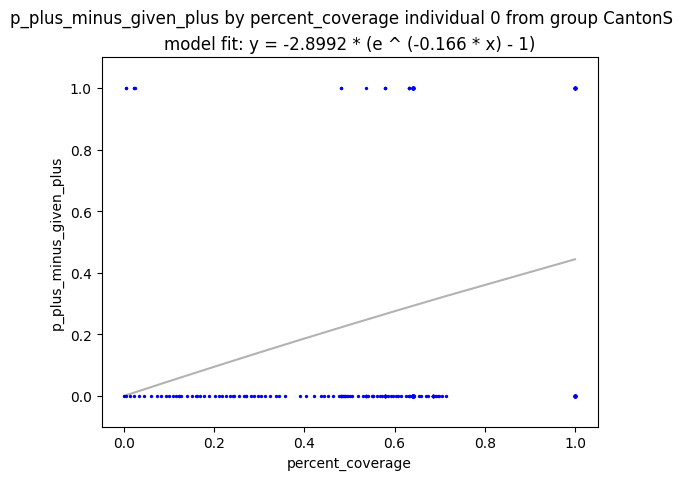 p_plus_minus_given_plus by percent_coverage individual 0 from group CantonS
model fit: y = -2.8992 * (e ^ (-0.166 * x) - 1)
p_plus_minus_given_plus
1.0
0.8
0.6
0.4
0.2
0.0
0.0 0.2 0.4 0.6 0.8 1.0
percent_coverage